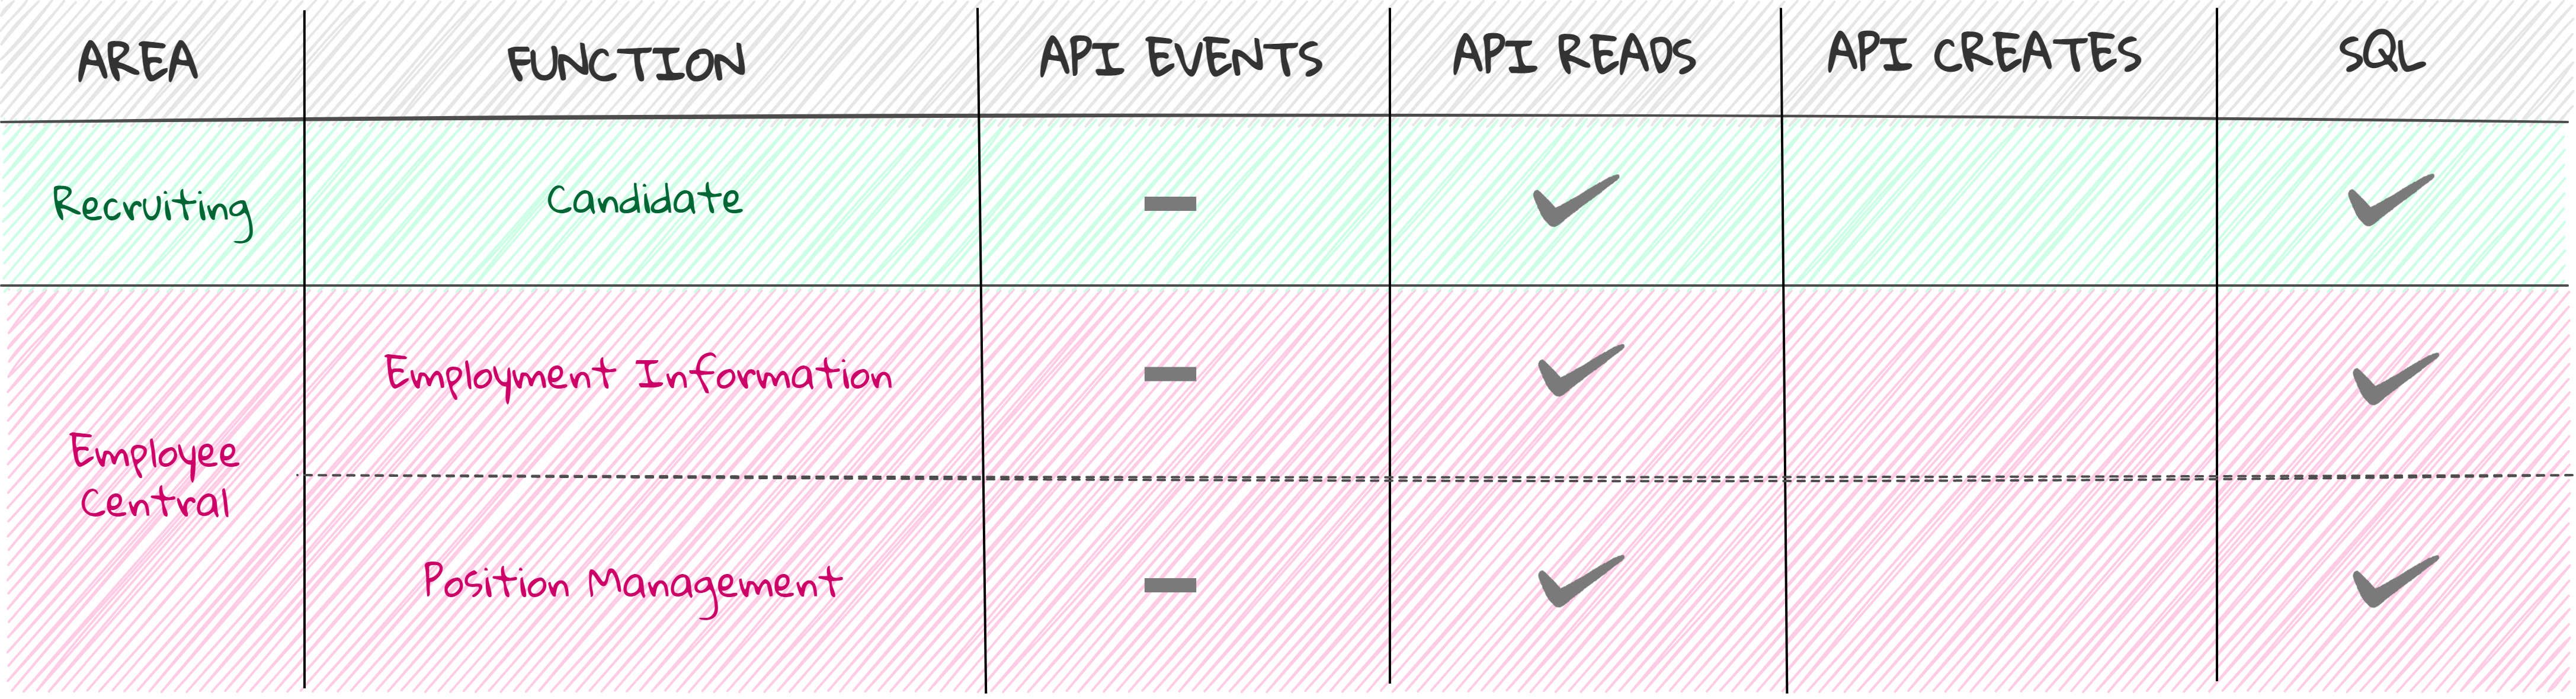 AREA FUNCTION API EVENTS API READS API CREATES SQL
Recruiting Candidate
Employment Information
Employee
Central
Position Management